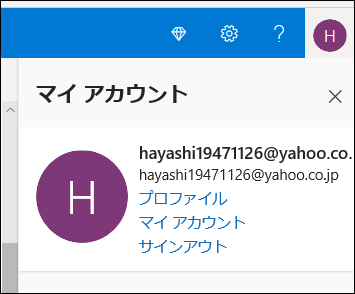 ?
H
マイ アカウント
H
hayashi19471126@yahoo.co.
hayashi19471126@yahoo.co.jp
プロファイル
マイ アカウント
サインアウト